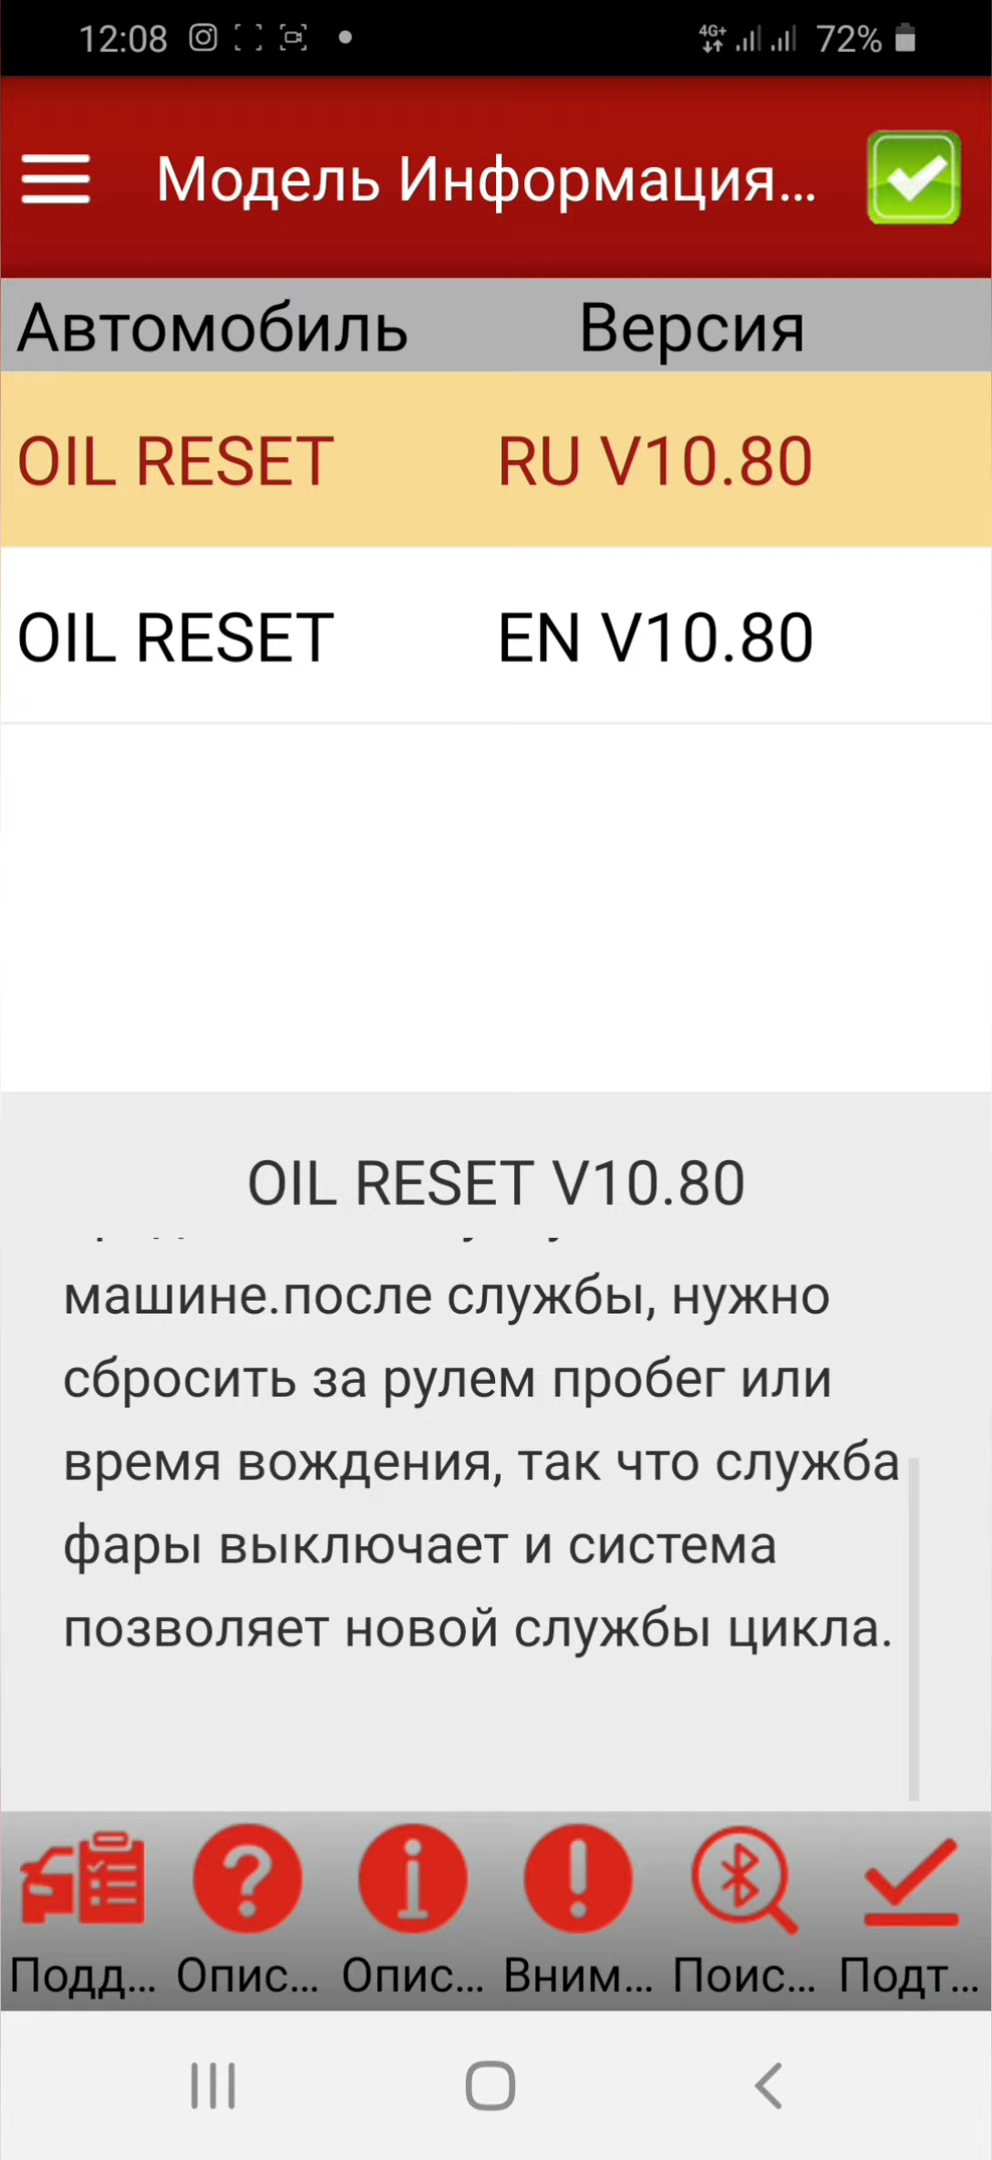 12:08
4G+ 72%
Модель Информация...
Автомобиль Версия
OIL RESET RU V10.80
OIL RESET EN V10.80
OIL RESET V10.80
машине.после службы, нужно
сбросить за рулем пробег или
время вождения, так что служба
фары выключает и система
позволяет новой службы цикла.
Подд... Опис... Опис... Вним... Поис... Подт...